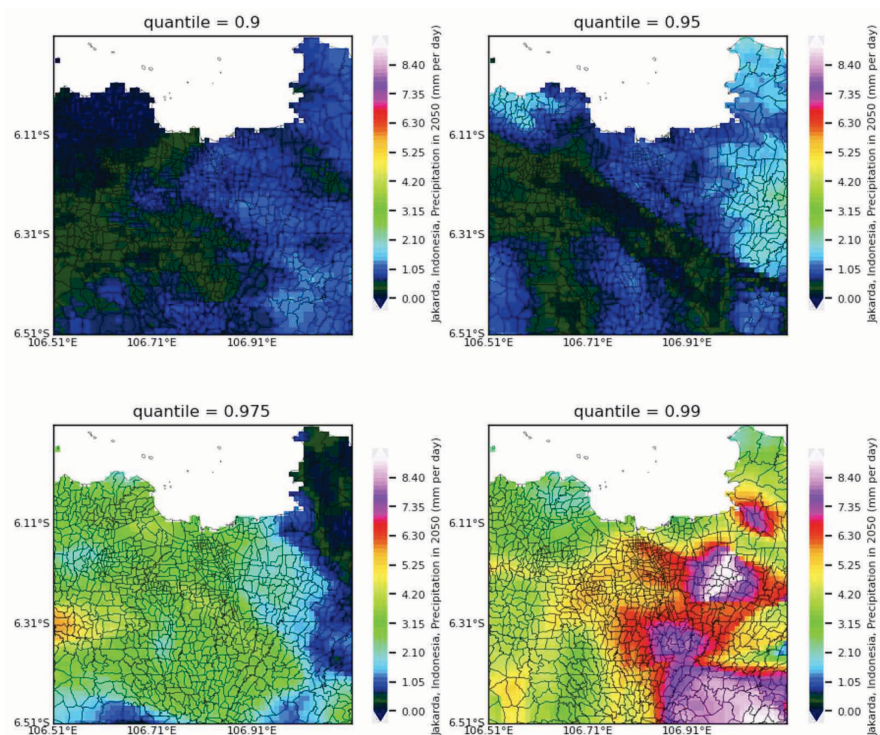 quantile = 0.9
6.11°S
6.31°S
6.51°S
106.51°E
106.71°E
106.91°E
8.40
7.35
6.30
5.25
4.20
3.15
2.10
1.05
0.00
Jakarda, Indonesia, Precipitation in 2050 (mm per day)
quantile = 0.95
6.11°S
6.31°S
6.51°S
106.51°E
106.71°E
106.91°E
8.40
7.35
6.30
5.25
4.20
3.15
2.10
1.05
0.00
Jakarda, Indonesia, Precipitation in 2050 (mm per day)
quantile = 0.975
6.11°S
6.31°S
6.51°S
106.51°E
106.71°E
106.91°E
8.40
7.35
6.30
5.25
4.20
3.15
2.10
1.05
0.00
Jakarda, Indonesia, Precipitation in 2050 (mm per day)
quantile = 0.99
6.11°S
6.31°S
6.51°S
106.51°E
106.71°E
106.91°E
8.40
7.35
6.30
5.25
4.20
3.15
2.10
1.05
0.00
Jakarda, Indonesia, Precipitation in 2050 (mm per day)